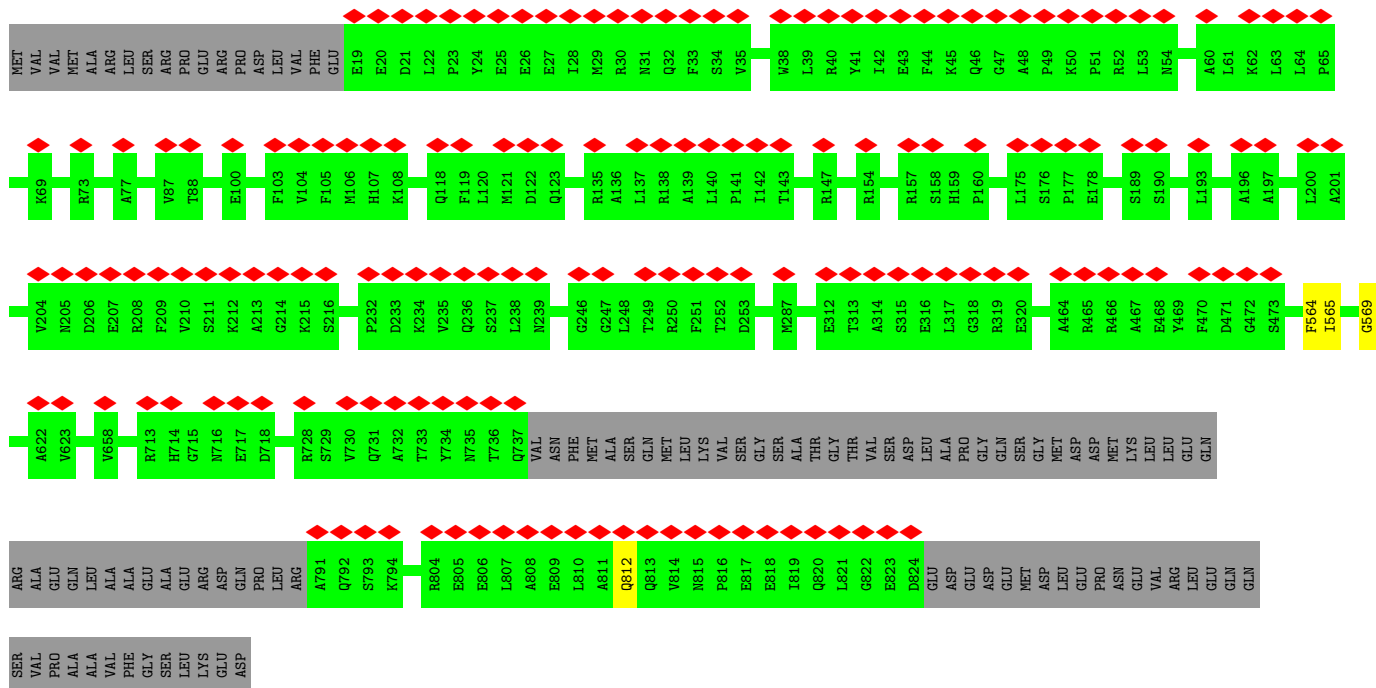 MET VAL VAL MET ALA ARG LEU SER ARG PRO GLU ARG PRO ASP LEU VAL PHE GLU E19 E20 D21 L22 P23 Y24 E25 E26 E27 I28 M29 R30 N31 Q32 F33 S34 V35 W38 L39 R40 Y41 I42 E43 F44 K45 Q46 G47 A48 P49 K50 P51 R52 L53 N54 A60 L61 K62 L63 L64 P65
K69 R73 A77 V87 T88 E100 F103 V104 F105 M106 H107 K108 Q118 F119 L120 M121 D122 Q123 R135 A136 L137 R138 A139 L140 P141 I142 T143 R147 R154 R157 S158 H159 P160 L175 S176 P177 E178 S189 S190 L193 A196 A197 L200 A201
V204 N205 D206 E207 R208 F209 V210 S211 K212 A213 G214 K215 S216 P232 D233 K234 V235 Q236 S237 L238 N239 G246 G247 L248 T249 R250 F251 T252 D253 M287 E312 T313 A314 S315 E316 L317 G318 R319 E320 A464 R465 R466 A467 E468 Y469 F470 D471 G472 S473 F564 I565 G569
A622 V623 V658 R713 H714 G715 N716 E717 D718 R728 S729 V730 Q731 A732 T733 Y734 N735 T736 Q737 VAL ASN PHE MET ALA SER GLN MET LEU LYS VAL SER GLY SER ALA THR GLY THR VAL SER ASP LEU ALA PRO GLY GLN SER GLY MET ASP ASP MET LYS LEU LEU GLU GLN
ARG ALA GLU GLN LEU ALA ALA GLU ALA GLU ARG ASP GLN PRO LEU ARG A791 Q792 S793 K794 R804 E805 E806 L807 A808 E809 L810 A811 Q812 Q813 V814 N815 P816 E817 E818 I819 Q820 L821 G822 E823 D824 GLU ASP GLU ASP GLU MET ASP LEU GLU PRO ASN GLU VAL ARG LEU GLU GLN GLN
SER VAL PRO ALA ALA VAL PHE GLY SER LEU LYS GLU ASP